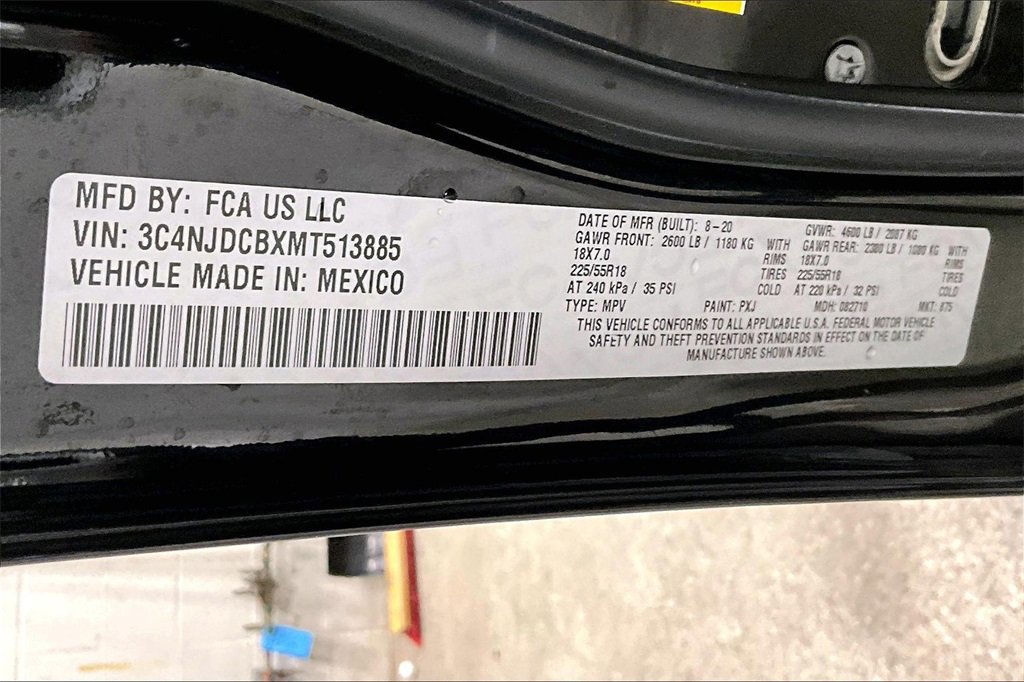 MFD BY: FCA US LLC
VIN: 3C4NJDCBXMT513885
VEHICLE MADE IN: MEXICO
DATE OF MFR (BUILT): 8-20 GVWR: 4600 LB / 2087 KG
GAWR FRONT: 2600 LB / 1180 KG WITH GAWR REAR: 2380 LB / 1080 KG WITH
18X7.0 RIMS 18X7.0 RIMS
225/55R18 TIRES 225/55R18 TIRES
AT 240 kPa / 35 PSI COLD AT 220 kPa / 32 PSI COLD
TYPE: MPV PAINT: PXJ MDH: 082710 MKT: 875
THIS VEHICLE CONFORMS TO ALL APPLICABLE U.S.A. FEDERAL MOTOR VEHICLE
SAFETY AND THEFT PREVENTION STANDARDS IN EFFECT ON THE DATE OF
MANUFACTURE SHOWN ABOVE.